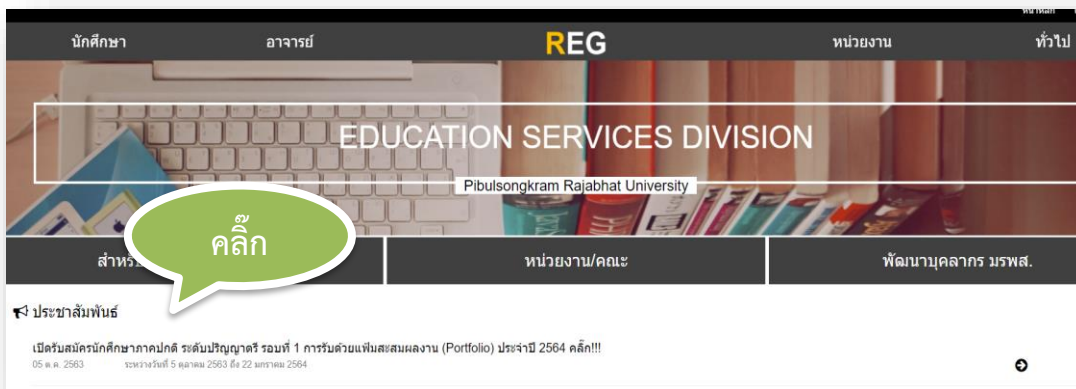 หน้าหลัก
นักศึกษา อาจารย์ REG หน่วยงาน ทั่วไป
EDUCATION SERVICES DIVISION
Pibulsongkram Rajabhat University
คลิ๊ก
สำหรับ หน่วยงาน/คณะ พัฒนาบุคลากร มรพส.
ประชาสัมพันธ์
เปิดรับสมัครนักศึกษาภาคปกติ ระดับปริญญาตรี รอบที่ 1 การรับด้วยแฟ้มสะสมผลงาน (Portfolio) ประจำปี 2564 คลิ๊ก!!!
05 ต.ค. 2563 ระหวางวันที่ 5 ตุลาคม 2563 ถึง 22 มกราคม 2564